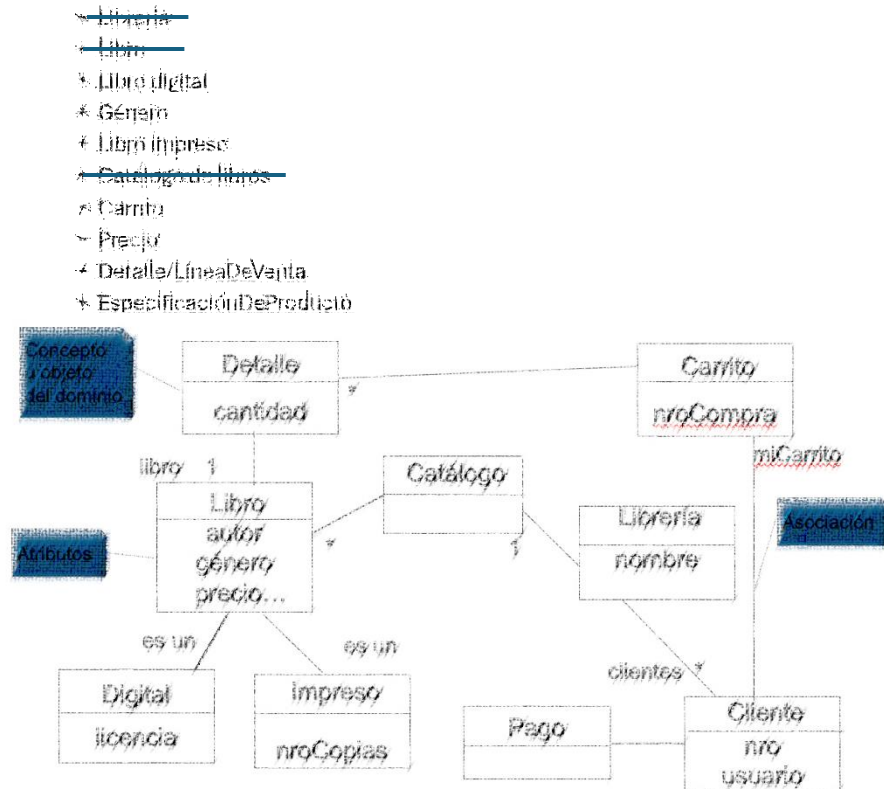 Librería
Libro
Libro digital
Género
Libro impreso
Catálogo de libros
Carrito
Precio
Detalle/LíneaDeVenta
EspecificaciónDeProducto
Concepto
u objeto
del dominio
Detalle
cantidad
*
Carrito
nroCompra
miCarrito
libro 1
Libro
autor
género
precio...
*
Catálogo
1
Librería
nombre
Asociación
Atributos
es un
es un
clientes *
Digital
licencia
Impreso
nroCopias
Pago
Cliente
nro
usuario